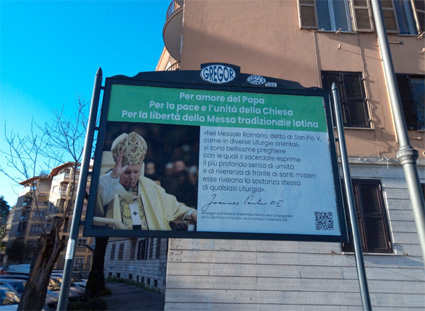 GREGOR
Per amore del Papa
Per la pace e l'unità della Chiesa
Per la libertà della Messa tradizionale latina
«Nel Messale Romano, detto di San Pio V,
come in diverse Liturgie orientali,
vi sono bellissime preghiere
con le quali il sacerdote esprime
il più profondo senso di umiltà
e di riverenza di fronte ai santi misteri:
esse rivelano la sostanza stessa
di qualsiasi Liturgia».